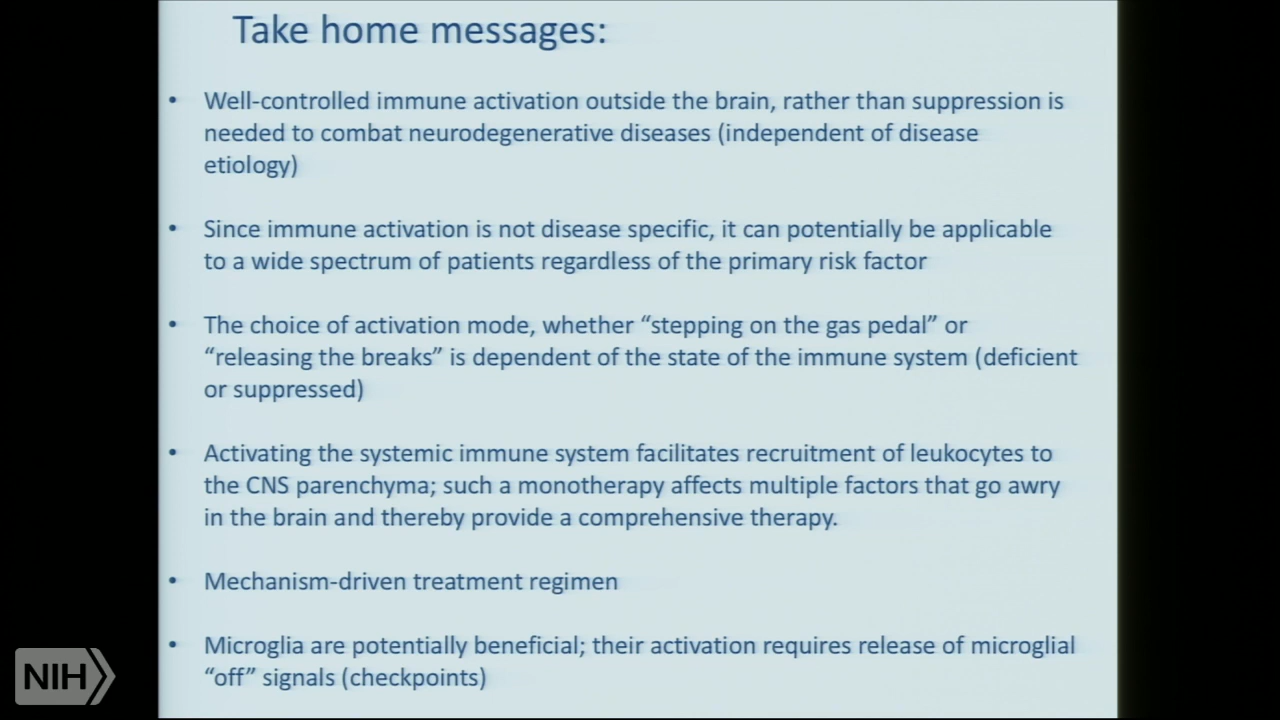 Take home messages:
• Well-controlled immune activation outside the brain, rather than suppression is
needed to combat neurodegenerative diseases (independent of disease
etiology)
• Since immune activation is not disease specific, it can potentially be applicable
to a wide spectrum of patients regardless of the primary risk factor
• The choice of activation mode, whether “stepping on the gas pedal” or
“releasing the breaks” is dependent of the state of the immune system (deficient
or suppressed)
• Activating the systemic immune system facilitates recruitment of leukocytes to
the CNS parenchyma; such a monotherapy affects multiple factors that go awry
in the brain and thereby provide a comprehensive therapy.
• Mechanism-driven treatment regimen
• Microglia are potentially beneficial; their activation requires release of microglial
“off” signals (checkpoints)
NIH